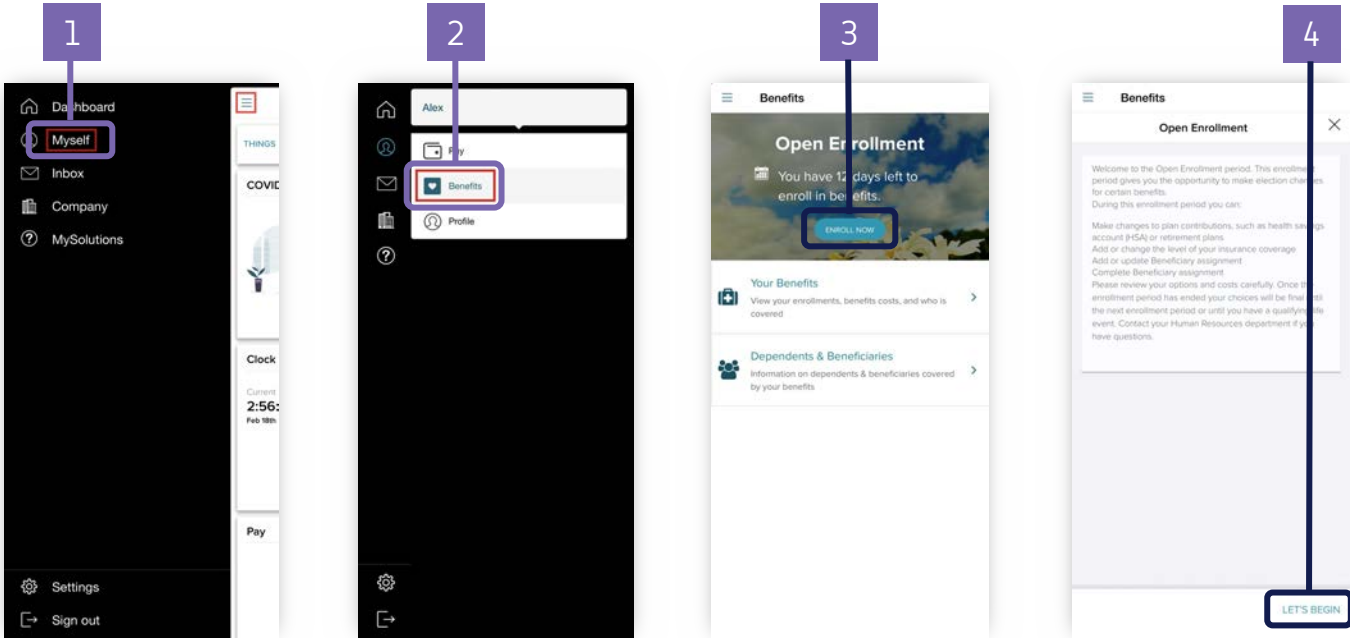 1
2
3
4
Dashboard
Myself
Inbox
Company
MySolutions
Settings
Sign out
THINGS
COVID
Clock
Current
2:56:
Feb 18th
Pay
Alex
Pay
Benefits
Profile
Benefits
Open Enrollment
You have 12 days left to
enroll in benefits.
ENROLL NOW
Your Benefits
View your enrollments, benefits costs, and who is
covered
Dependents & Beneficiaries
Information on dependents & beneficiaries covered
by your benefits
Benefits
Open Enrollment
Welcome to the Open Enrollment period. This enrollment
period gives you the opportunity to make election changes
for certain benefits.
During this enrollment period you can:
Make changes to plan contributions, such as health savings
account (HSA) or retirement plans
Add or change the level of your insurance coverage
Add or update Beneficiary assignment
Complete Beneficiary assignment
Please review your options and costs carefully. Once the
enrollment period has ended your choices will be final until
the next enrollment period or until you have a qualifying life
event. Contact your Human Resources department if you
have questions.
LET'S BEGIN